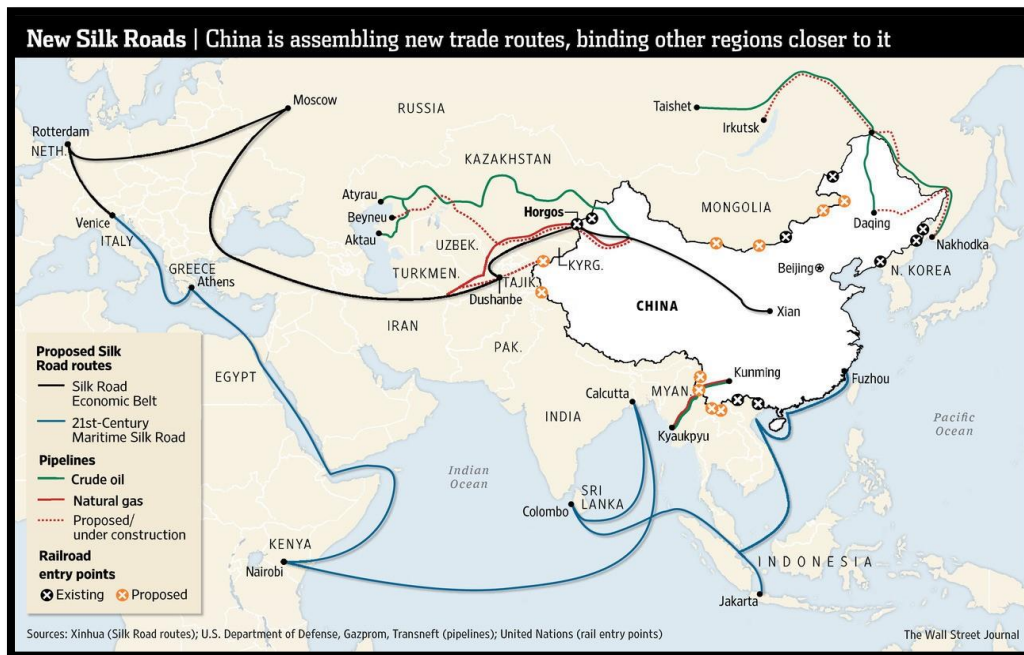 New Silk Roads | China is assembling new trade routes, binding other regions closer to it
Moscow
RUSSIA
Taishet
Irkutsk
Rotterdam
NETH.
KAZAKHSTAN
Atyrau
Beyneu
Aktau
Horgos
MONGOLIA
Daqing
Nakhodka
Venice
ITALY
UZBEK.
GREECE
Athens
TURKMEN.
TAJIK.
KYRG.
Dushanbe
Beijing
N. KOREA
CHINA
Xian
IRAN
PAK.
Proposed Silk
Road routes
Silk Road
Economic Belt
21st-Century
Maritime Silk Road
Pipelines
Crude oil
Natural gas
Proposed/
under construction
Railroad
entry points
Existing
Proposed
EGYPT
Calcutta
MYAN.
Kunming
Fuzhou
INDIA
Kyaukpyu
Pacific
Ocean
Indian
Ocean
SRI
LANKA
Colombo
KENYA
Nairobi
INDONESIA
Jakarta
Sources: Xinhua (Silk Road routes); U.S. Department of Defense, Gazprom, Transneft (pipelines); United Nations (rail entry points)
The Wall Street Journal